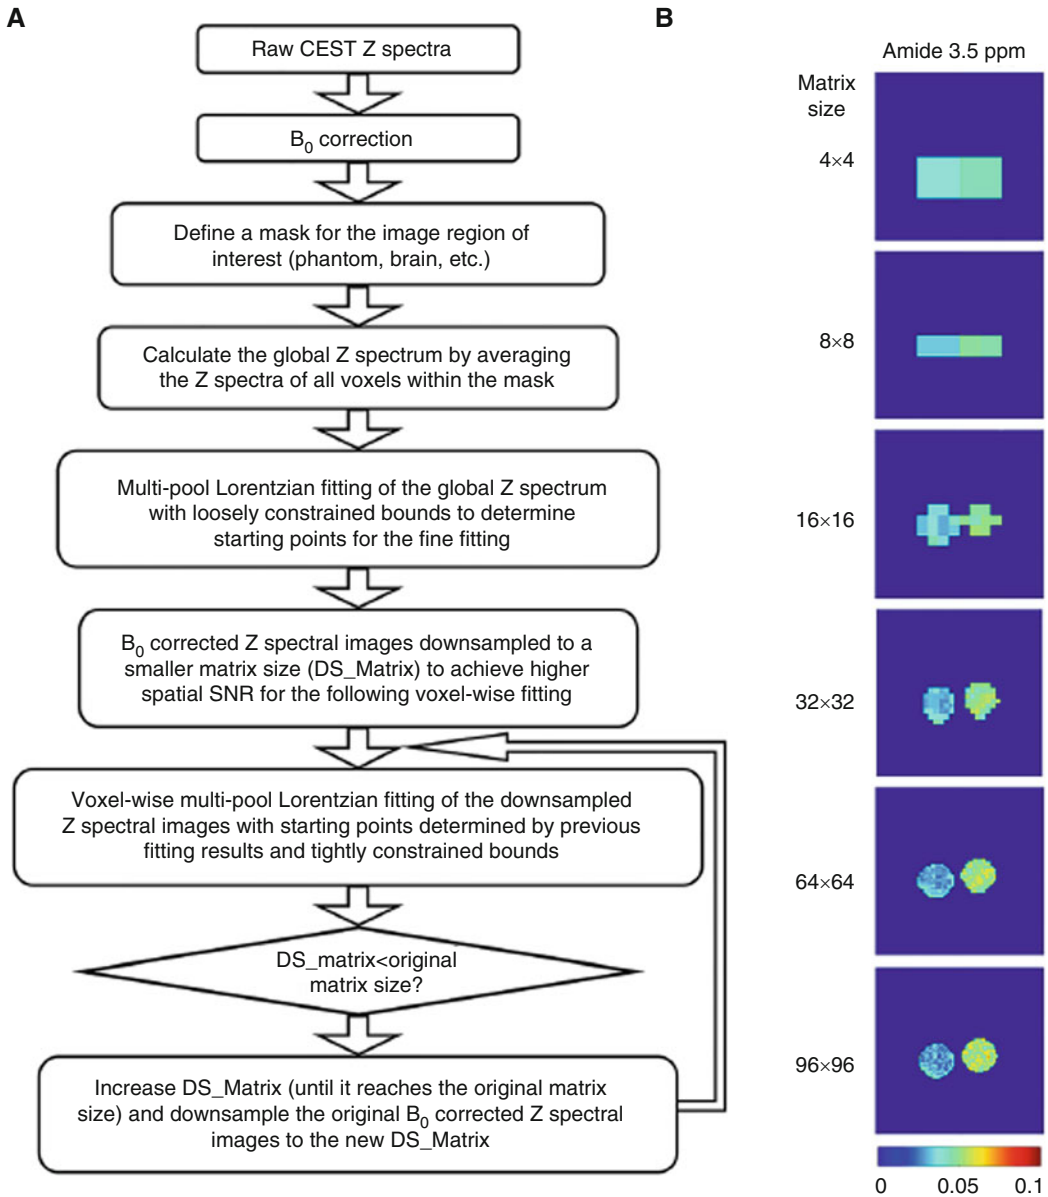 A
Raw CEST Z spectra
B0 correction
Define a mask for the image region of
interest (phantom, brain, etc.)
Calculate the global Z spectrum by averaging
the Z spectra of all voxels within the mask
Multi-pool Lorentzian fitting of the global Z spectrum
with loosely constrained bounds to determine
starting points for the fine fitting
B0 corrected Z spectral images downsampled to a
smaller matrix size (DS_Matrix) to achieve higher
spatial SNR for the following voxel-wise fitting
Voxel-wise multi-pool Lorentzian fitting of the downsampled
Z spectral images with starting points determined by previous
fitting results and tightly constrained bounds
DS_matrix<original
matrix size?
Increase DS_Matrix (until it reaches the original matrix
size) and downsample the original B0 corrected Z spectral
images to the new DS_Matrix
B
Amide 3.5 ppm
Matrix
size
4×4
8×8
16×16
32×32
64×64
96×96
0 0.05 0.1